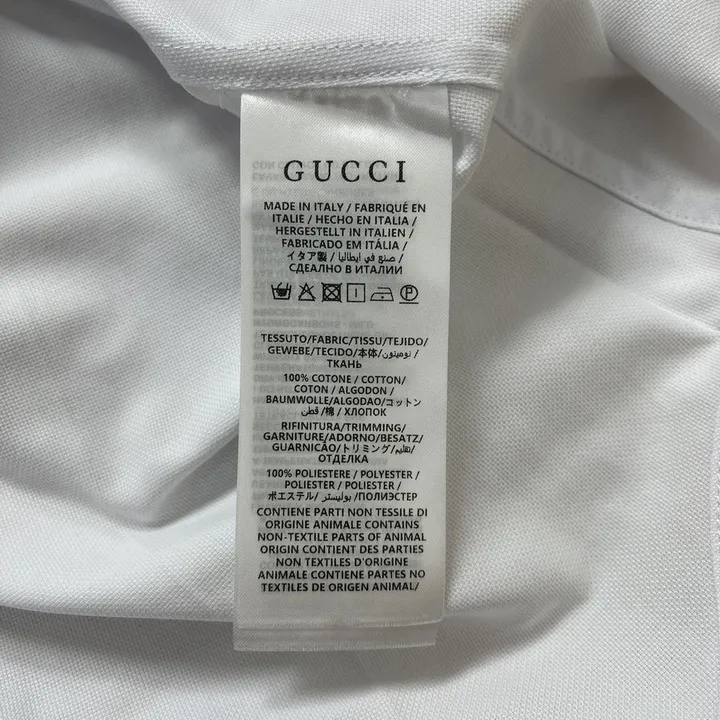 GUCCI
MADE IN ITALY / FABRIQUÉ EN
ITALIE / HECHO EN ITALIA /
HERGESTELLT IN ITALIEN /
FABRICADO EM ITÁLIA /
イタリア製 / صنع في ايطاليا /
СДЕЛАНО В ИТАЛИИ
TESSUTO/FABRIC/TISSU/TEJIDO/
GEWEBE/TECIDO/本体/ /
ТКАНЬ
100% COTONE / COTTON/
COTON / ALGODON /
BAUMWOLLE/ALGODAO/コットン
قطن /棉/ ХЛОПОК
RIFINITURA/TRIMMING/
GARNITURE/ADORNO/BESATZ/
GUARNICÃO/トリミング/تقليم/
ОТДЕЛКА
100% POLIESTERE / POLYESTER /
POLIESTER / POLIESTER /
ポエステル/ بوليستر /ПОЛИЭСТЕР
CONTIENE PARTI NON TESSILE DI
ORIGINE ANIMALE CONTAINS
NON-TEXTILE PARTS OF ANIMAL
ORIGIN CONTIENT DES PARTIES
NON TEXTILES D'ORIGINE
ANIMALE CONTIENE PARTES NO
TEXTILES DE ORIGEN ANIMAL/